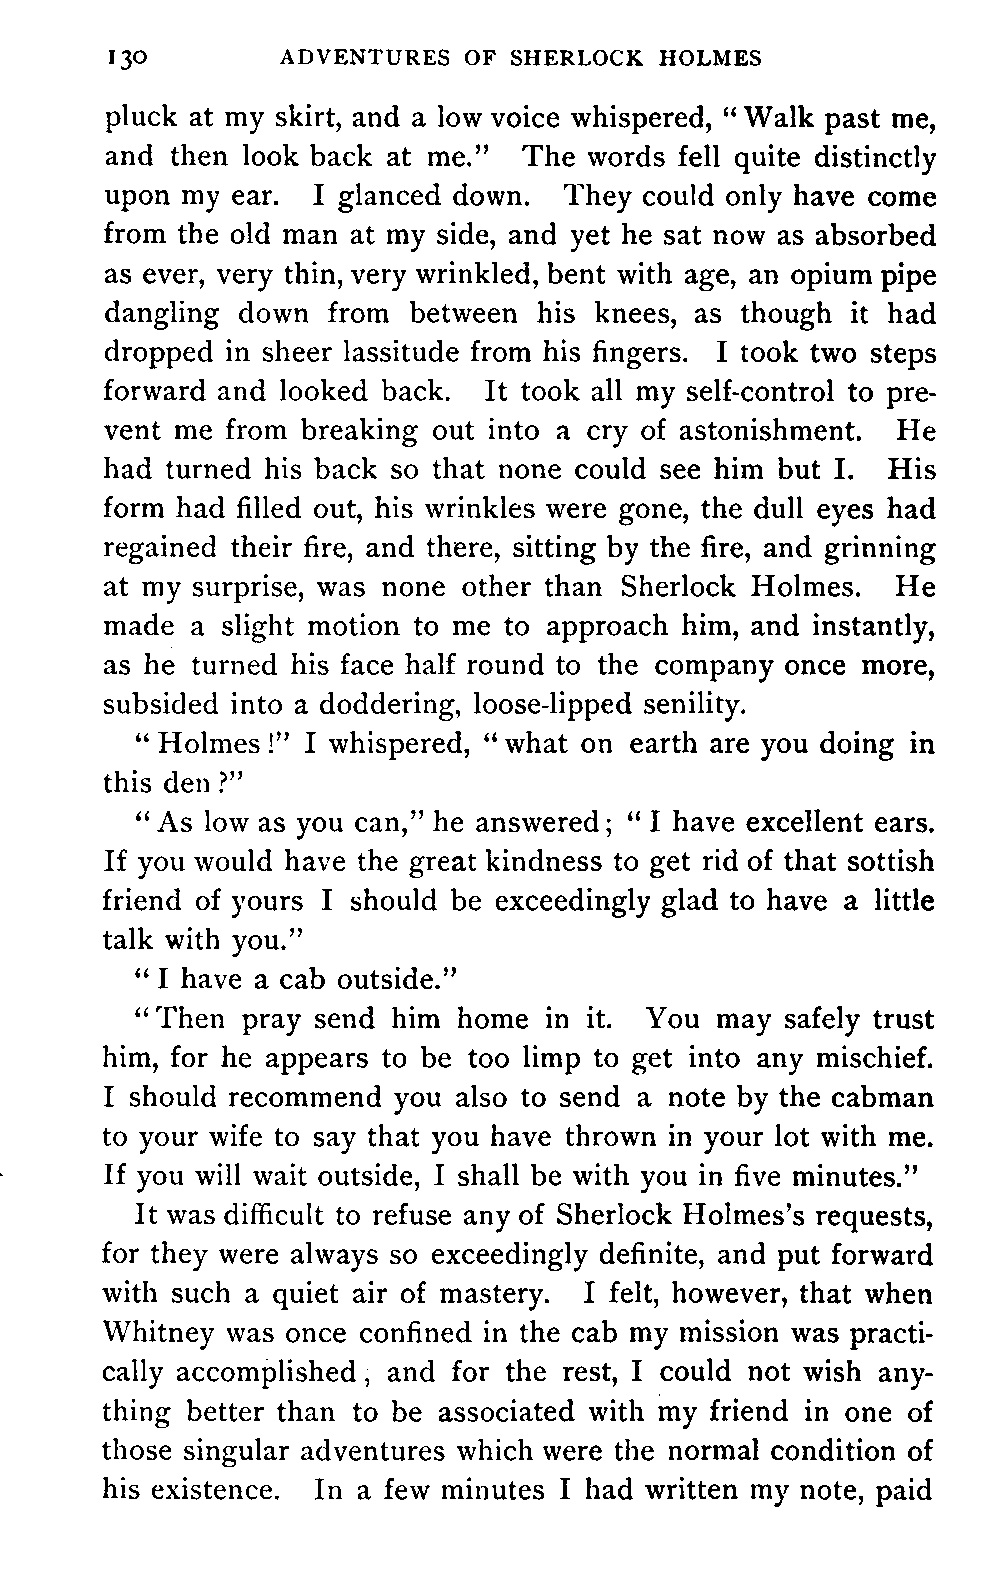 130 ADVENTURES OF SHERLOCK HOLMES
pluck at my skirt, and a low voice whispered, “Walk past me,
and then look back at me.” The words fell quite distinctly
upon my ear. I glanced down. They could only have come
from the old man at my side, and yet he sat now as absorbed
as ever, very thin, very wrinkled, bent with age, an opium pipe
dangling down from between his knees, as though it had
dropped in sheer lassitude from his fingers. I took two steps
forward and looked back. It took all my self-control to pre-
vent me from breaking out into a cry of astonishment. He
had turned his back so that none could see him but I. His
form had filled out, his wrinkles were gone, the dull eyes had
regained their fire, and there, sitting by the fire, and grinning
at my surprise, was none other than Sherlock Holmes. He
made a slight motion to me to approach him, and instantly,
as he turned his face half round to the company once more,
subsided into a doddering, loose-lipped senility.
“Holmes!” I whispered, “what on earth are you doing in
this den?”
“As low as you can,” he answered; “I have excellent ears.
If you would have the great kindness to get rid of that sottish
friend of yours I should be exceedingly glad to have a little
talk with you.”
“I have a cab outside.”
“Then pray send him home in it. You may safely trust
him, for he appears to be too limp to get into any mischief.
I should recommend you also to send a note by the cabman
to your wife to say that you have thrown in your lot with me.
If you will wait outside, I shall be with you in five minutes.”
It was difficult to refuse any of Sherlock Holmes’s requests,
for they were always so exceedingly definite, and put forward
with such a quiet air of mastery. I felt, however, that when
Whitney was once confined in the cab my mission was practi-
cally accomplished; and for the rest, I could not wish any-
thing better than to be associated with my friend in one of
those singular adventures which were the normal condition of
his existence. In a few minutes I had written my note, paid